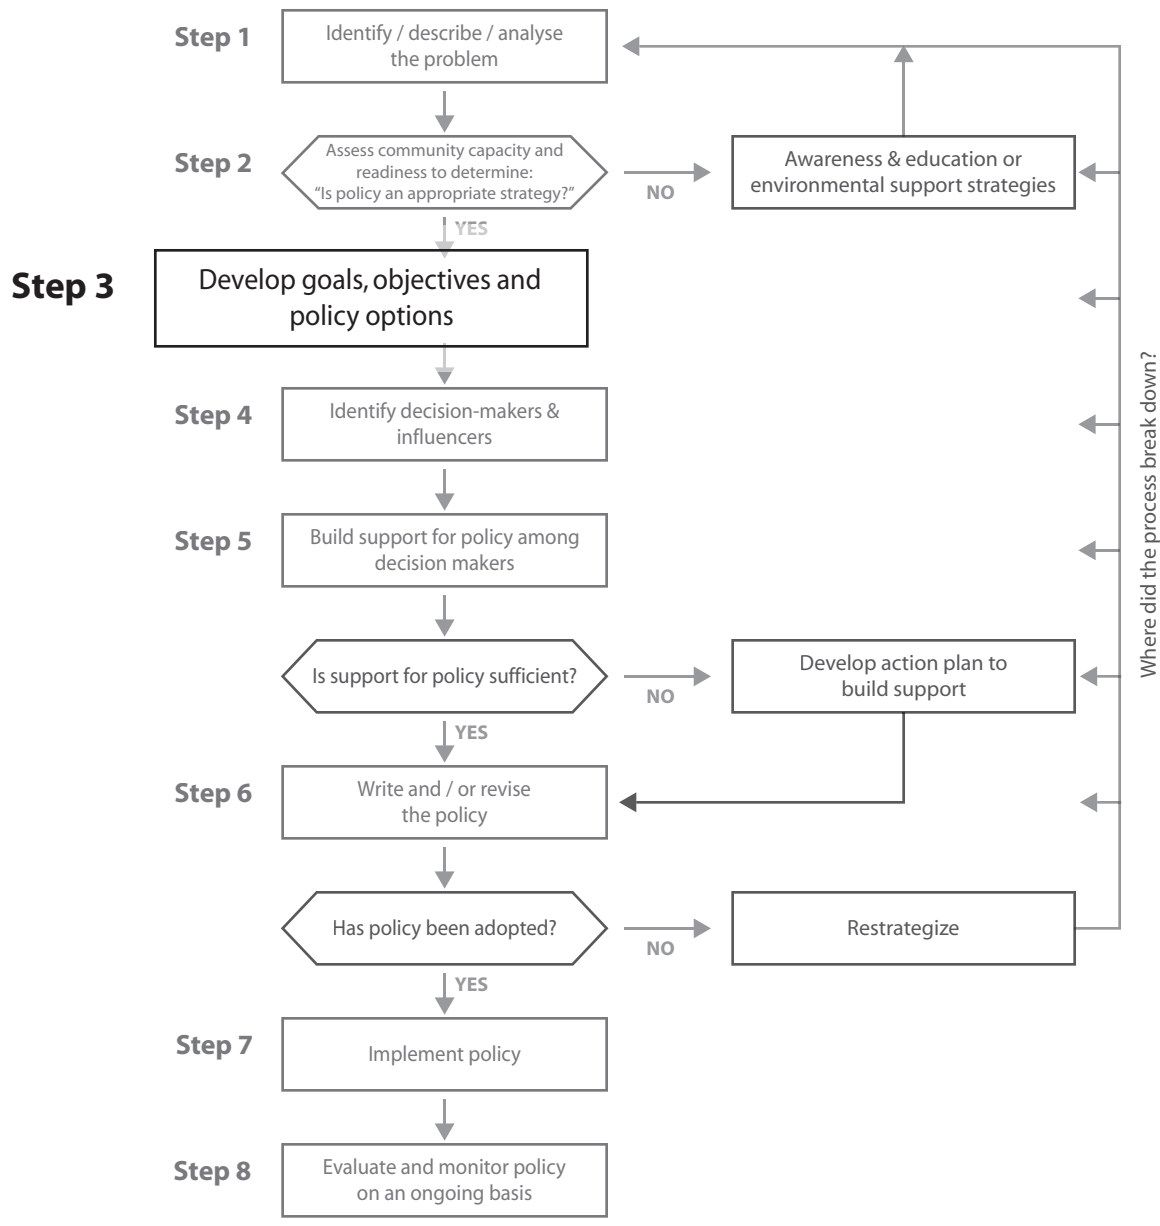 Step 1
Identify / describe / analyse
the problem
Step 2
Assess community capacity and
readiness to determine:
“Is policy an appropriate strategy?”
NO
Awareness & education or
environmental support strategies
YES
Step 3
Develop goals, objectives and
policy options
Step 4
Identify decision-makers &
influencers
Step 5
Build support for policy among
decision makers
Where did the process break down?
Is support for policy sufficient?
NO
Develop action plan to
build support
YES
Step 6
Write and / or revise
the policy
Has policy been adopted?
NO
Restrategize
YES
Step 7
Implement policy
Step 8
Evaluate and monitor policy
on an ongoing basis